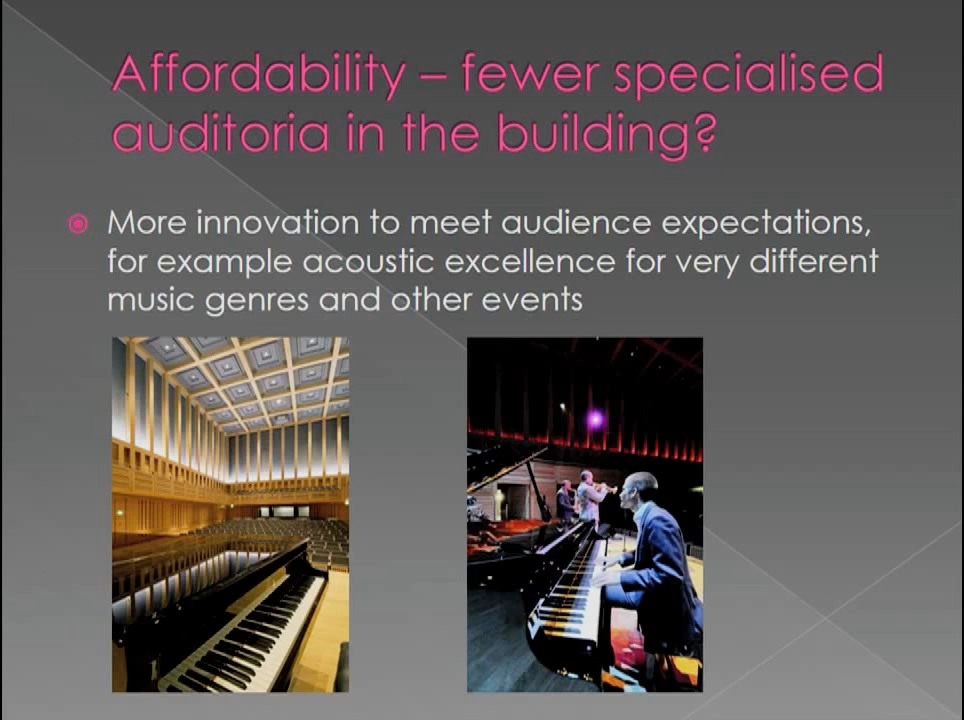 Affordability – fewer specialised
auditoria in the building?
More innovation to meet audience expectations,
for example acoustic excellence for very different
music genres and other events